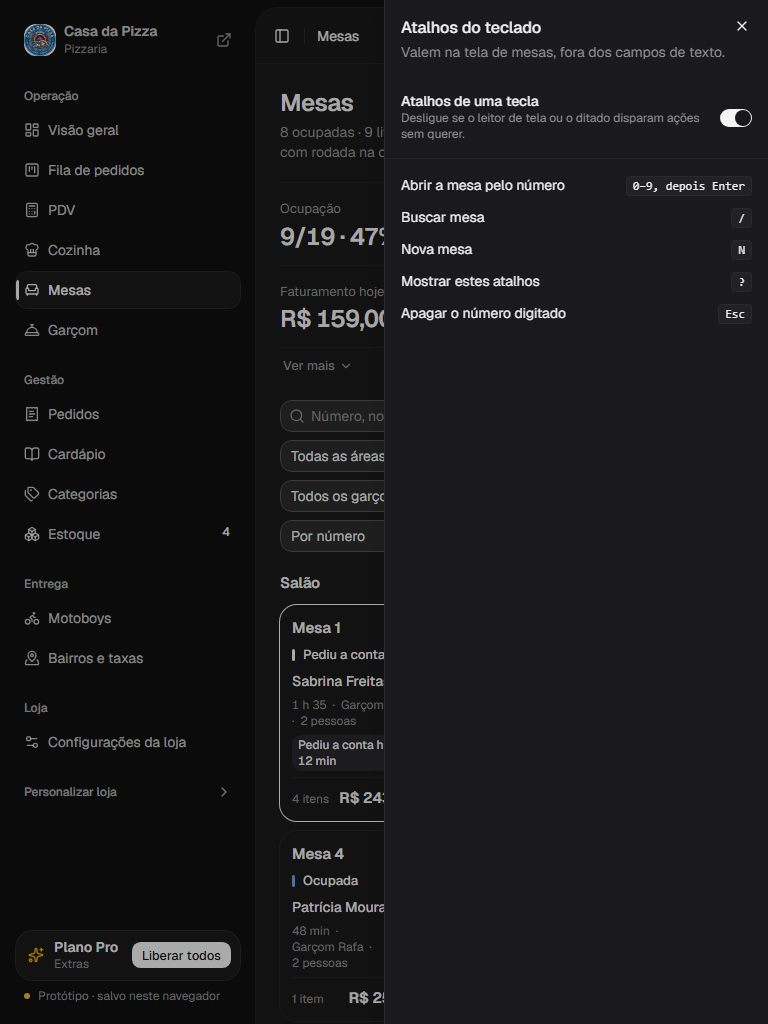 Casa da Pizza
Pizzaria
Operação
Visão geral
Fila de pedidos
PDV
Cozinha
Mesas
Garçom
Gestão
Pedidos
Cardápio
Categorias
Estoque 4
Entrega
Motoboys
Bairros e taxas
Loja
Configurações da loja
Personalizar loja
Plano Pro
Extras
Liberar todos
Protótipo · salvo neste navegador
Mesas
Mesas
8 ocupadas · 9 li
com rodada na c
Ocupação
9/19 · 47%
Faturamento hoje
R$ 159,00
Ver mais
Número, no
Todas as áreas
Todos os garço
Por número
Salão
Mesa 1
Pediu a conta
Sabrina Freita
1 h 35 · Garçom
· 2 pessoas
Pediu a conta h
12 min
4 itens R$ 243
Mesa 4
Ocupada
Patrícia Moura
48 min ·
Garçom Rafa ·
2 pessoas
1 item R$ 25
Atalhos do teclado
Valem na tela de mesas, fora dos campos de texto.
Atalhos de uma tecla
Desligue se o leitor de tela ou o ditado disparam ações
sem querer.
Abrir a mesa pelo número 0–9, depois Enter
Buscar mesa /
Nova mesa N
Mostrar estes atalhos ?
Apagar o número digitado Esc